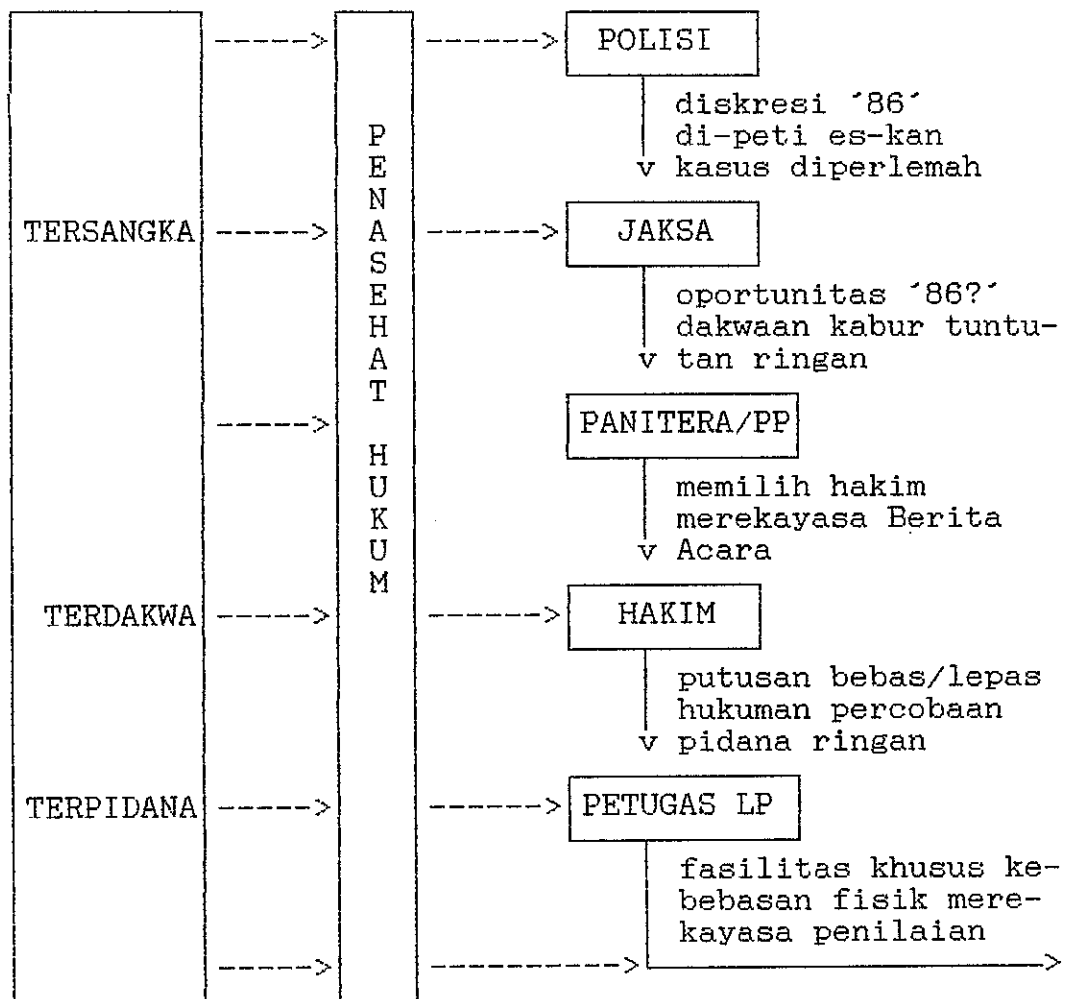 POLISI
diskresi ´86´
di-peti es-kan
v kasus diperlemah
PENASEHAT HUKUM
TERSANGKA
JAKSA
oportunitas ´86?´
dakwaan kabur tuntu-
v tan ringan
PANITERA/PP
memilih hakim
merekayasa Berita
v Acara
TERDAKWA
HAKIM
putusan bebas/lepas
hukuman percobaan
v pidana ringan
TERPIDANA
PETUGAS LP
fasilitas khusus ke-
bebasan fisik mere-
kayasa penilaian